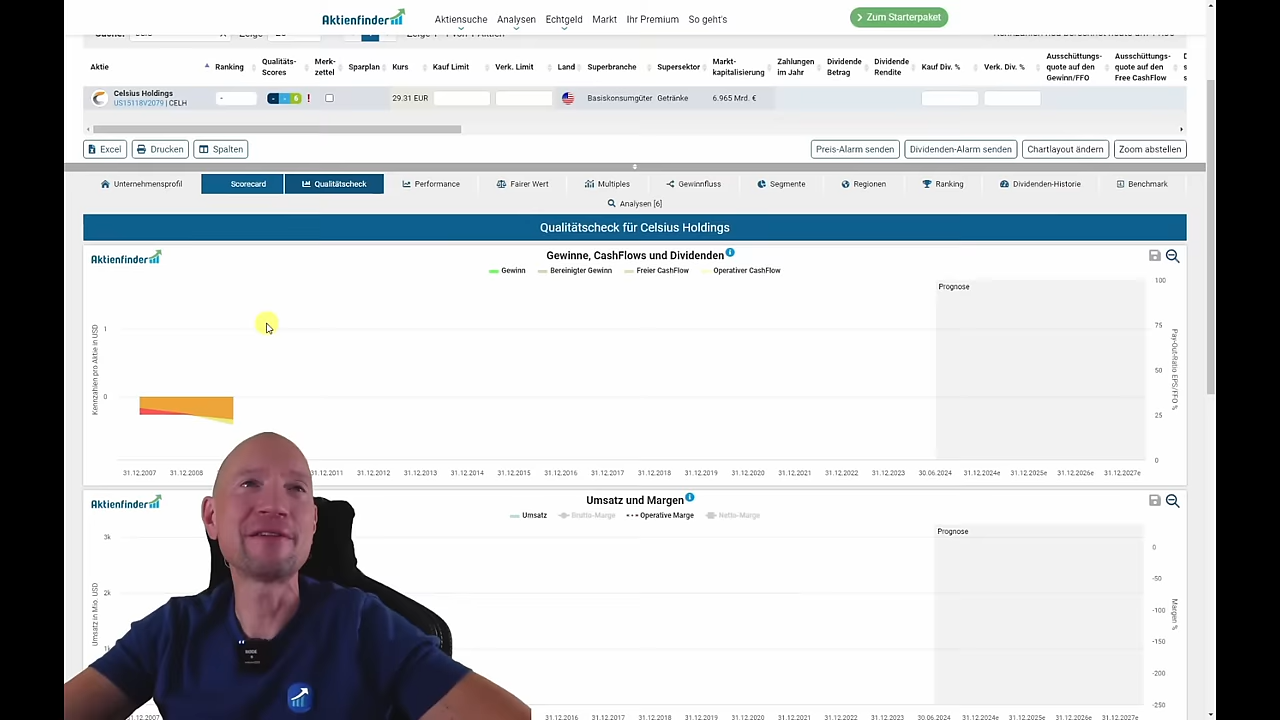 Aktienfinder Aktiensuche Analysen Echtgeld Markt Ihr Premium So geht's Zum Starterpaket
Aktie Ranking Qualitäts-Scores Merk-zettel Sparplan Kurs Kauf Limit Verk. Limit Land Superbranche Supersektor Markt-kapitalisierung Zahlungen im Jahr Dividende Betrag Dividende Rendite Kauf Div. % Verk. Div. % Ausschüttungs-quote auf den Gewinn/FFO Ausschüttungs-quote auf den Free CashFlow
Celsius Holdings
US15118V2079 | CELH
- - - 6 ! 29.31 EUR Basiskonsumgüter Getränke 6.965 Mrd. €
Excel Drucken Spalten Preis-Alarm senden Dividenden-Alarm senden Chartlayout ändern Zoom abstellen
Unternehmensprofil Scorecard Qualitätscheck Performance Fairer Wert Multiples Gewinnfluss Segmente Regionen Ranking Dividenden-Historie Benchmark
Analysen [6]
Qualitätscheck für Celsius Holdings
Aktienfinder
Gewinne, CashFlows und Dividenden
Gewinn Bereinigter Gewinn Freier CashFlow Operativer CashFlow
Prognose
Kennzahlen pro Aktie in USD
1
0
100
75
50
25
0
Pay-Out-Ratio EPS/FFO %
31.12.2007 31.12.2008 31.12.2011 31.12.2012 31.12.2013 31.12.2014 31.12.2015 31.12.2016 31.12.2017 31.12.2018 31.12.2019 31.12.2020 31.12.2021 31.12.2022 31.12.2023 30.06.2024 31.12.2024e 31.12.2025e 31.12.2026e 31.12.2027e
Aktienfinder
Umsatz und Margen
Umsatz Brutto-Marge Operative Marge Netto-Marge
Prognose
Umsatz in Mio. USD
3k
2k
0
-50
-100
-150
-200
-250
Margen %
31.12.2007 31.12.2016 31.12.2017 31.12.2018 31.12.2019 31.12.2020 31.12.2021 31.12.2022 31.12.2023 30.06.2024 31.12.2024e 31.12.2025e 31.12.2026e 31.12.2027e